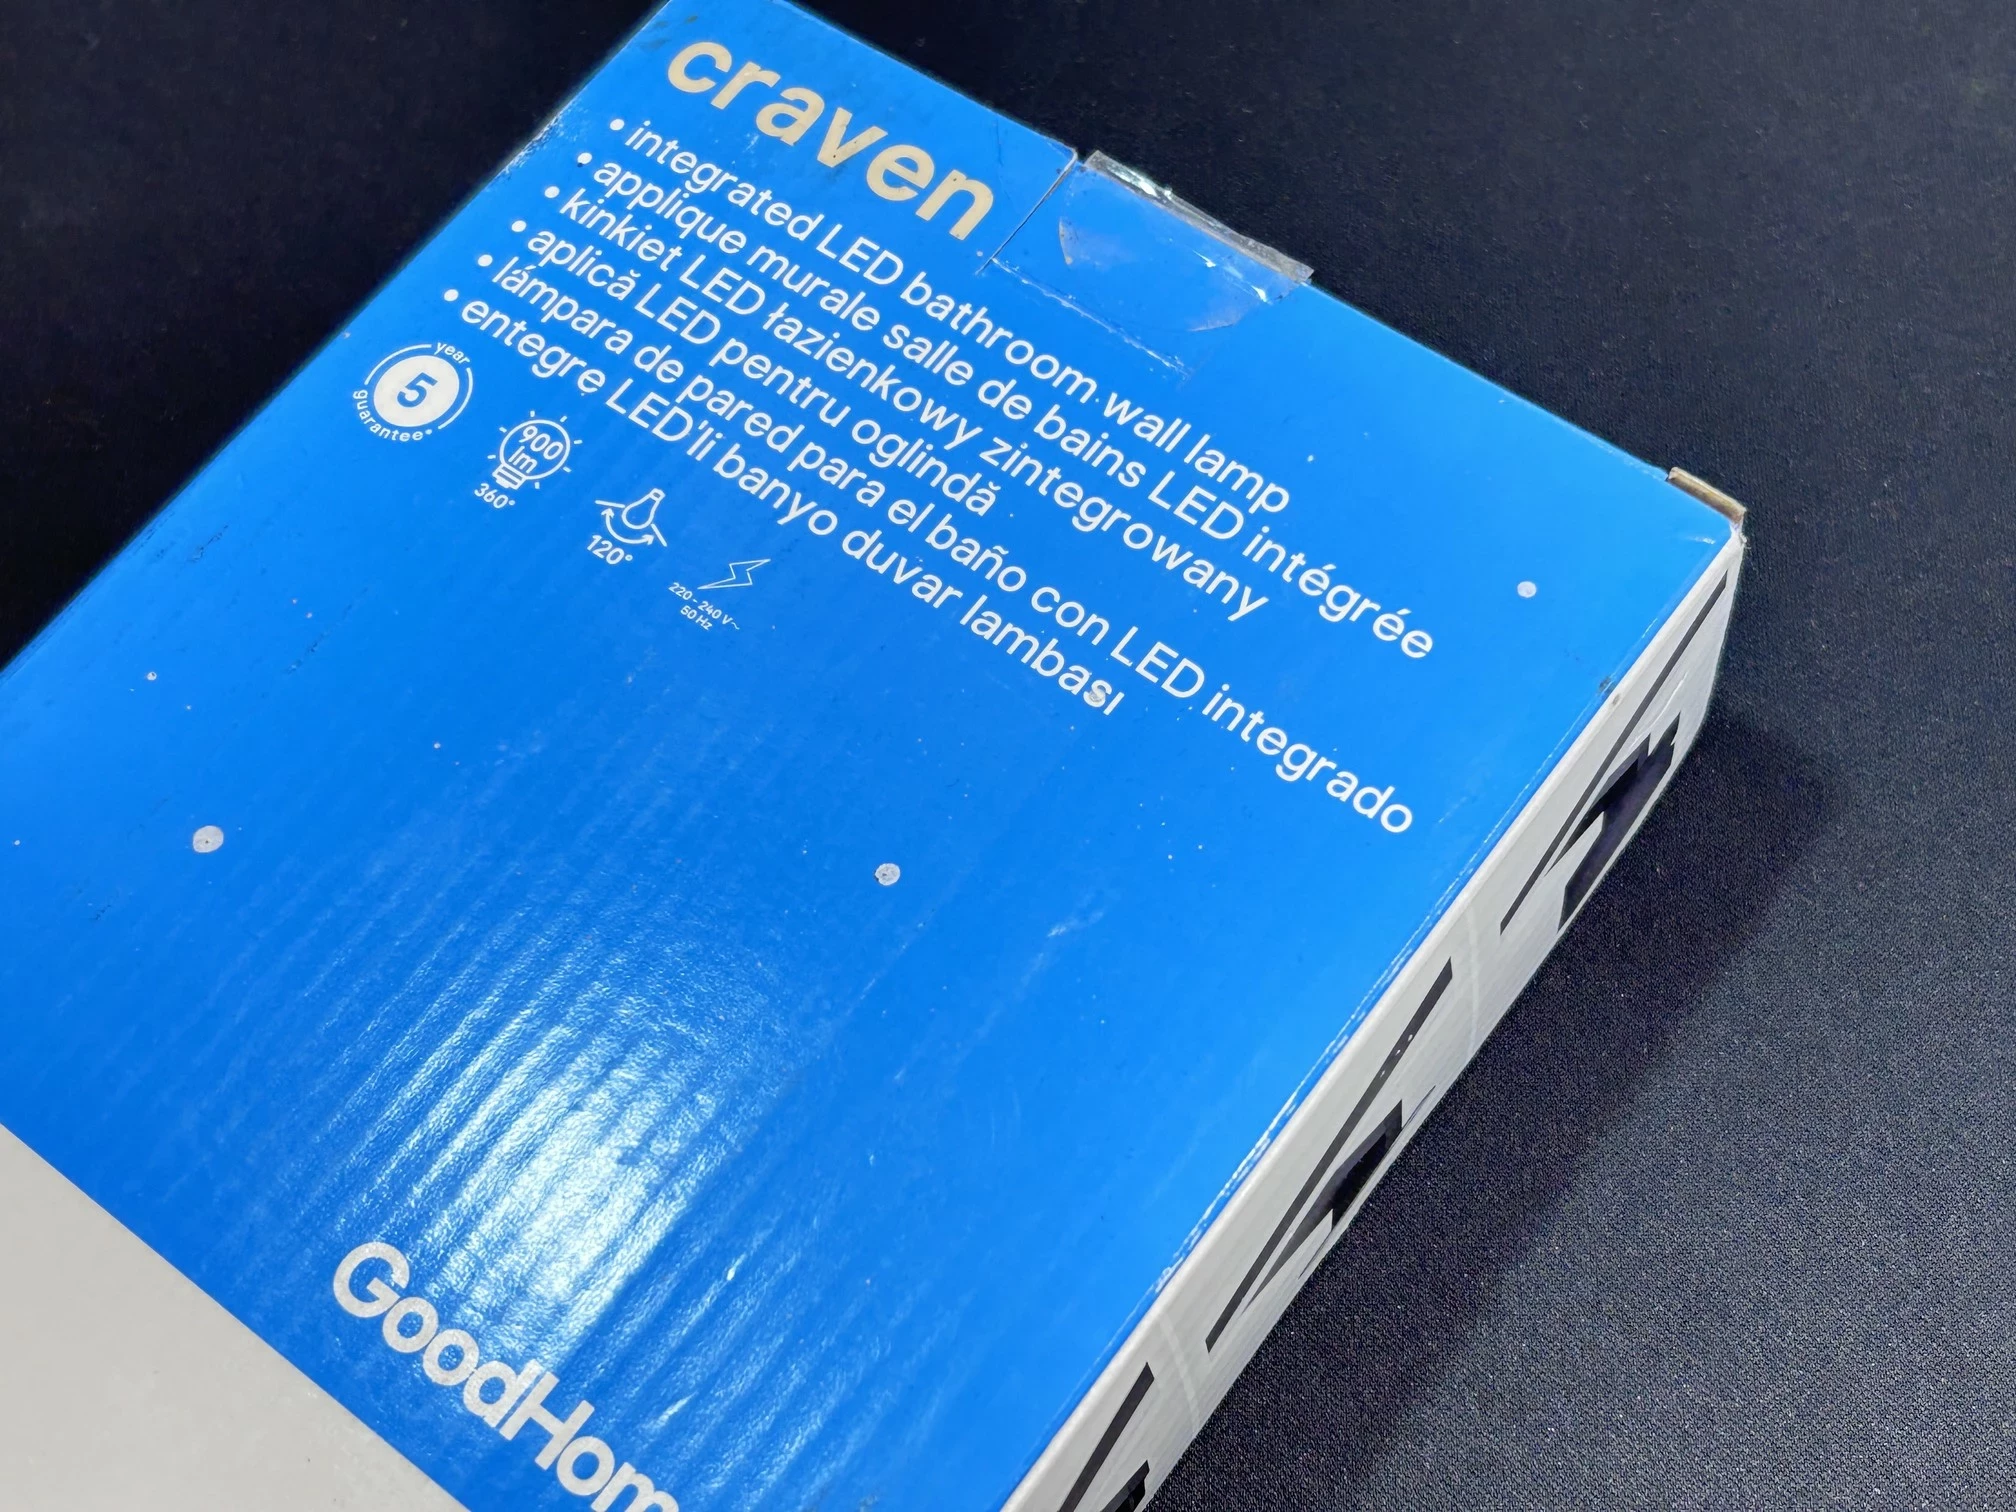 craven
• integrated LED bathroom wall lamp
• applique murale salle de bains LED intégrée
• kinkiet LED łazienkowy zintegrowany
• aplică LED pentru oglindă
• lámpara de pared para el baño con LED integrado
• entegre LED'li banyo duvar lambası
year
5
guarantee*
900
lm
360°
120°
220-240 V~
50 Hz
GoodHom